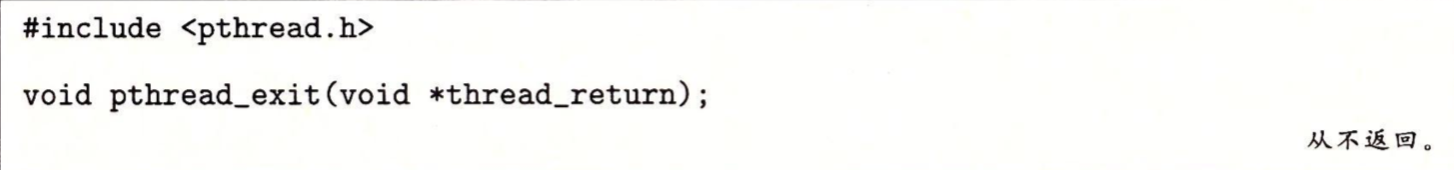 #include <pthread.h>
void pthread_exit(void *thread_return);
从不返回。